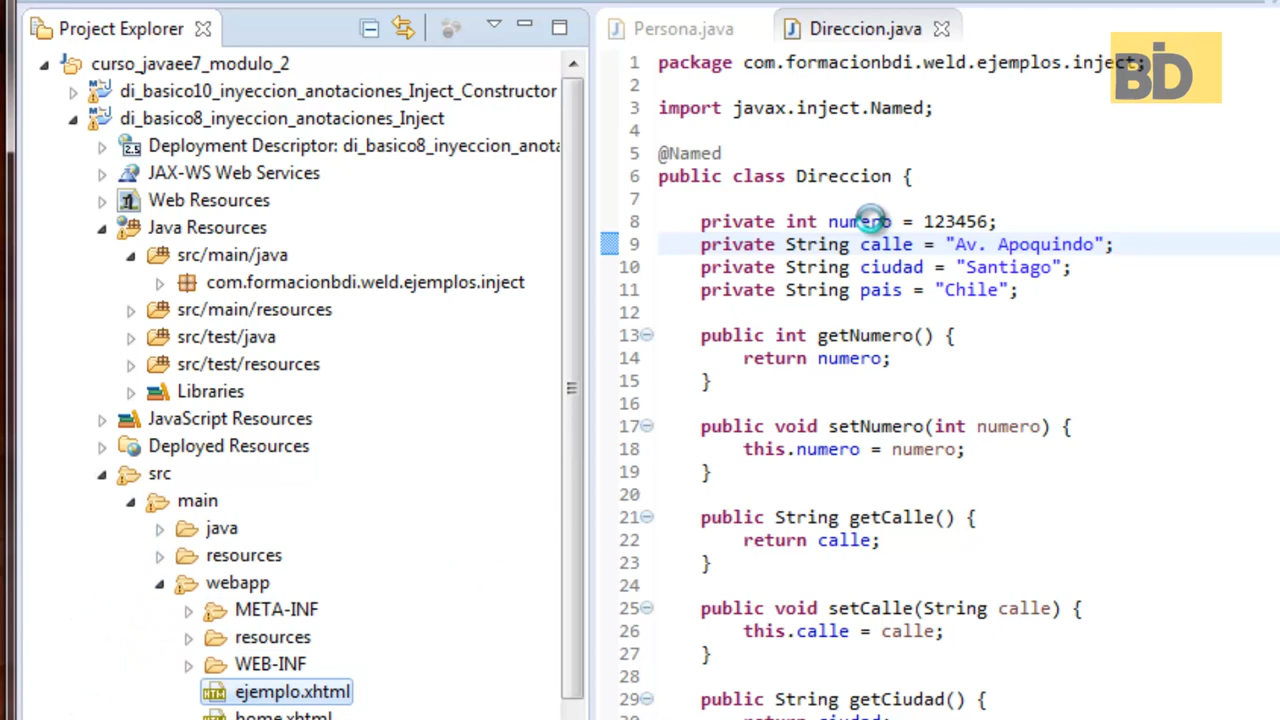 Project Explorer
curso_javaee7_modulo_2
di_basico10_inyeccion_anotaciones_Inject_Constructor
di_basico8_inyeccion_anotaciones_Inject
Deployment Descriptor: di_basico8_inyeccion_anota
JAX-WS Web Services
Web Resources
Java Resources
src/main/java
com.formacionbdi.weld.ejemplos.inject
src/main/resources
src/test/java
src/test/resources
Libraries
JavaScript Resources
Deployed Resources
src
main
java
resources
webapp
META-INF
resources
WEB-INF
ejemplo.xhtml
home.xhtml
Persona.java
Direccion.java
1 package com.formacionbdi.weld.ejemplos.inject;
2
3 import javax.inject.Named;
4
5 @Named
6 public class Direccion {
7
8 private int numero = 123456;
9 private String calle = "Av. Apoquindo";
10 private String ciudad = "Santiago";
11 private String pais = "Chile";
12
13 public int getNumero() {
14 return numero;
15 }
16
17 public void setNumero(int numero) {
18 this.numero = numero;
19 }
20
21 public String getCalle() {
22 return calle;
23 }
24
25 public void setCalle(String calle) {
26 this.calle = calle;
27 }
28
29 public String getCiudad() {
30 return ciudad;
BID